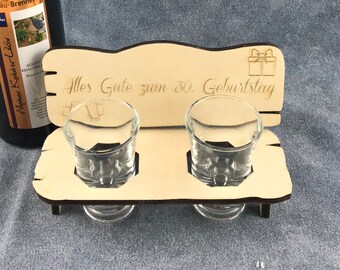 Alles Gute zum 30. Geburtstag